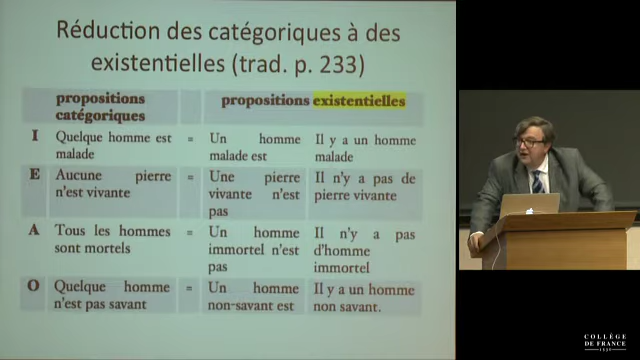 Réduction des catégoriques à des
existentielles (trad. p. 233)
propositions catégoriques propositions existentielles
I Quelque homme est malade = Un homme malade est Il y a un homme malade
E Aucune pierre n'est vivante = Une pierre vivante n'est pas Il n'y a pas de pierre vivante
A Tous les hommes sont mortels = Un homme immortel n'est pas Il n'y a pas d'homme immortel
O Quelque homme n'est pas savant = Un homme non-savant est Il y a un homme non savant.
COLLÈGE
DE FRANCE
1530